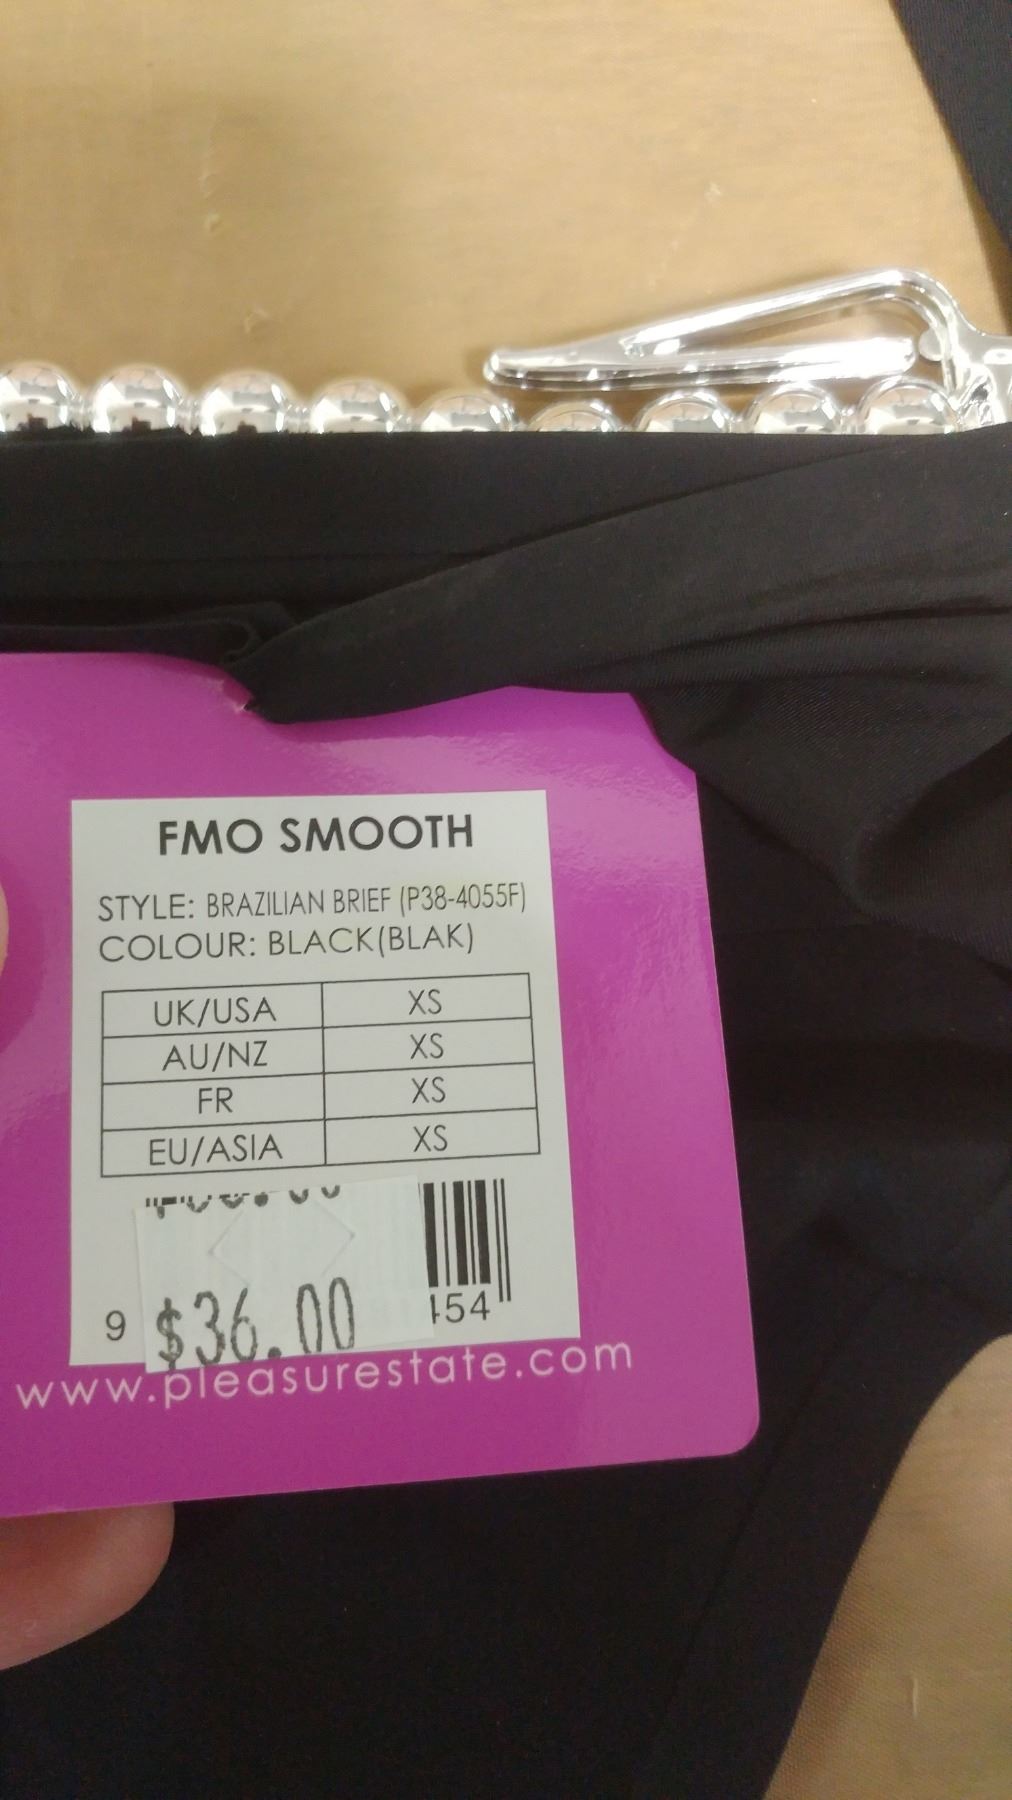 FMO SMOOTH
STYLE: BRAZILIAN BRIEF (P38-4055F)
COLOUR: BLACK(BLAK)
UK/USA XS
AU/NZ XS
FR XS
EU/ASIA XS
9 $36.00 454
www.pleasurestate.com